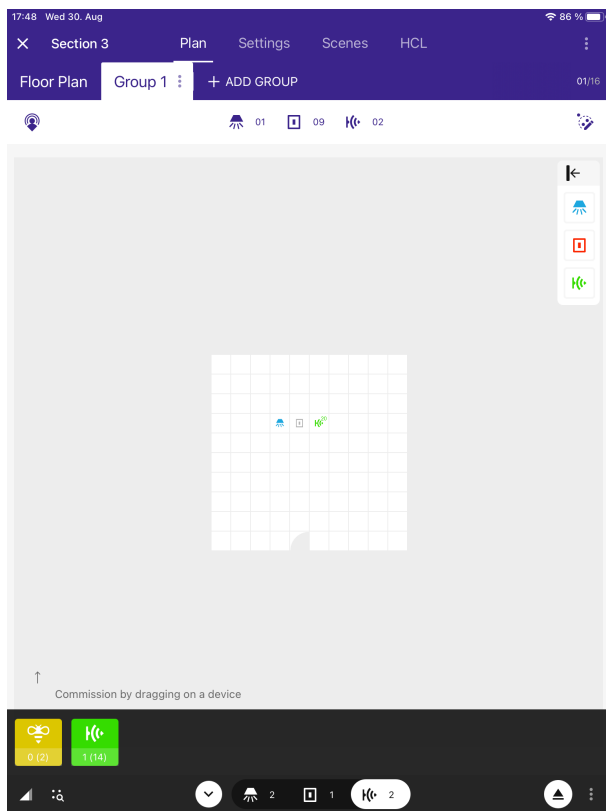 17:48 Wed 30. Aug 86 %
Section 3 Plan Settings Scenes HCL
Floor Plan Group 1 + ADD GROUP 01/16
01 09 02
Commission by dragging on a device
0 (2) 1 (14)
2 1 2